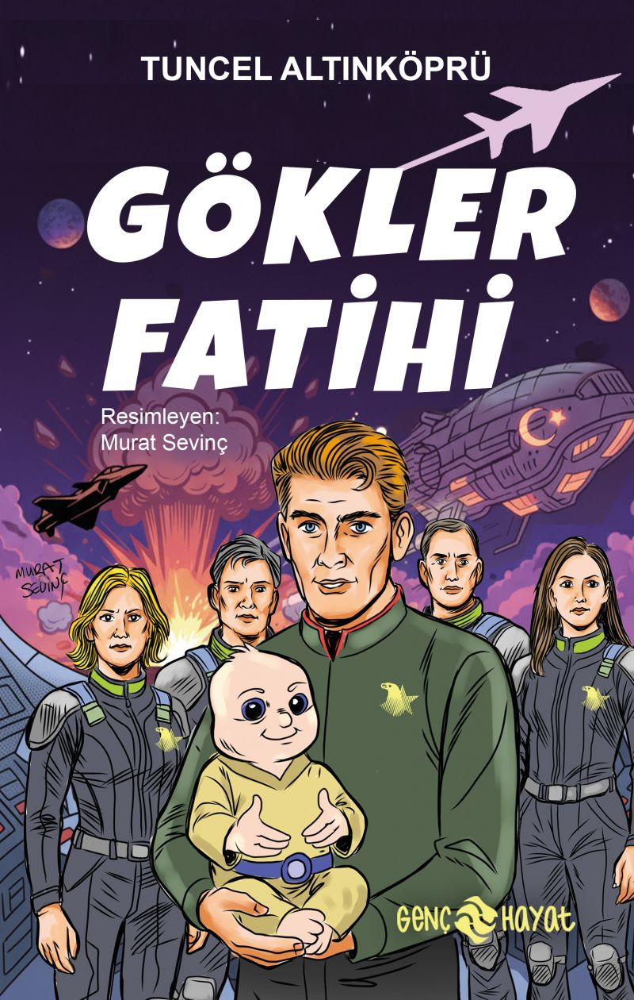 TUNCEL ALTINKÖPRÜ
GÖKLER
FATİHİ
Resimleyen:
Murat Sevinç
MURAT
SEVİNÇ
GENÇ HAYAT